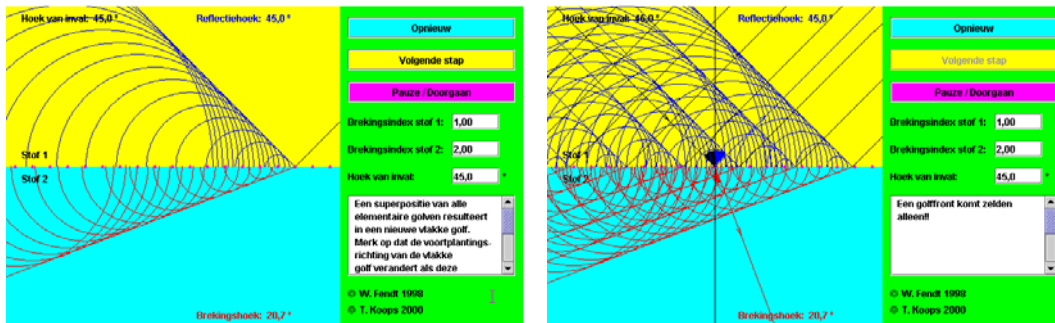 Hoek van inval: 45,0 °
Reflectiehoek: 45,0 °
Stof 1
Stof 2
Brekingshoek: 20,7 °
Opnieuw
Volgende stap
Pauze / Doorgaan
Brekingsindex stof 1: 1,00
Brekingsindex stof 2: 2,00
Hoek van inval: 45,0 °
Een superpositie van alle
elementaire golven resulteert
in een nieuwe vlakke golf.
Merk op dat de voortplantings-
richting van de vlakke
golf verandert als deze
© W. Fendt 1998
© T. Koops 2000
Hoek van inval: 45,0 °
Reflectiehoek: 45,0 °
Stof 1
Stof 2
Brekingshoek: 20,7 °
Opnieuw
Volgende stap
Pauze / Doorgaan
Brekingsindex stof 1: 1,00
Brekingsindex stof 2: 2,00
Hoek van inval: 45,0 °
Een golffront komt zelden
alleen!!
© W. Fendt 1998
© T. Koops 2000